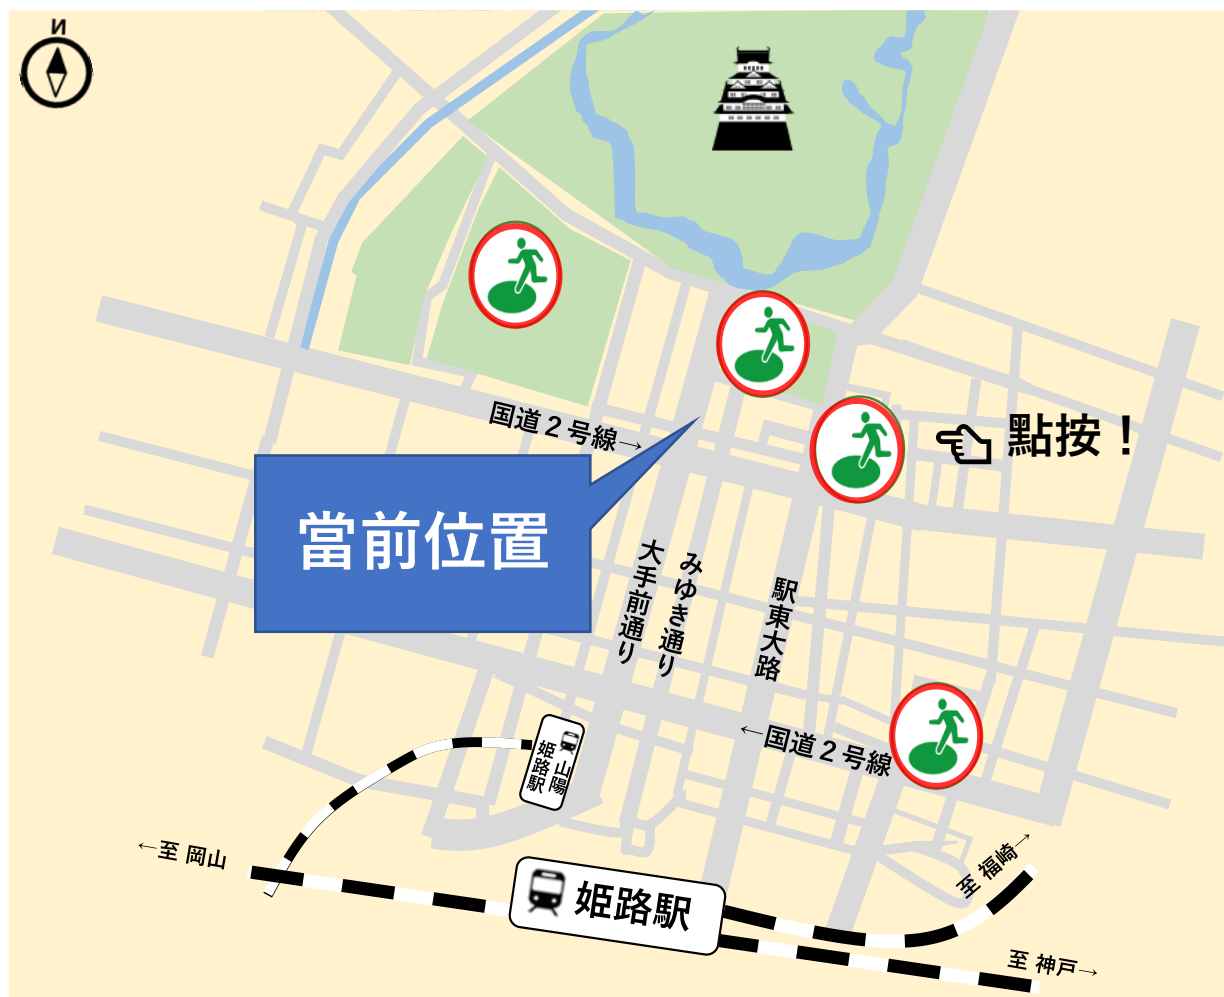 N
点按！
国道２号線→
當前位置
大手前通り
みゆき通り
駅東大路
←国道２号線
山陽
姫路駅
←至 岡山
姫路駅
至 福崎→
至 神戸→